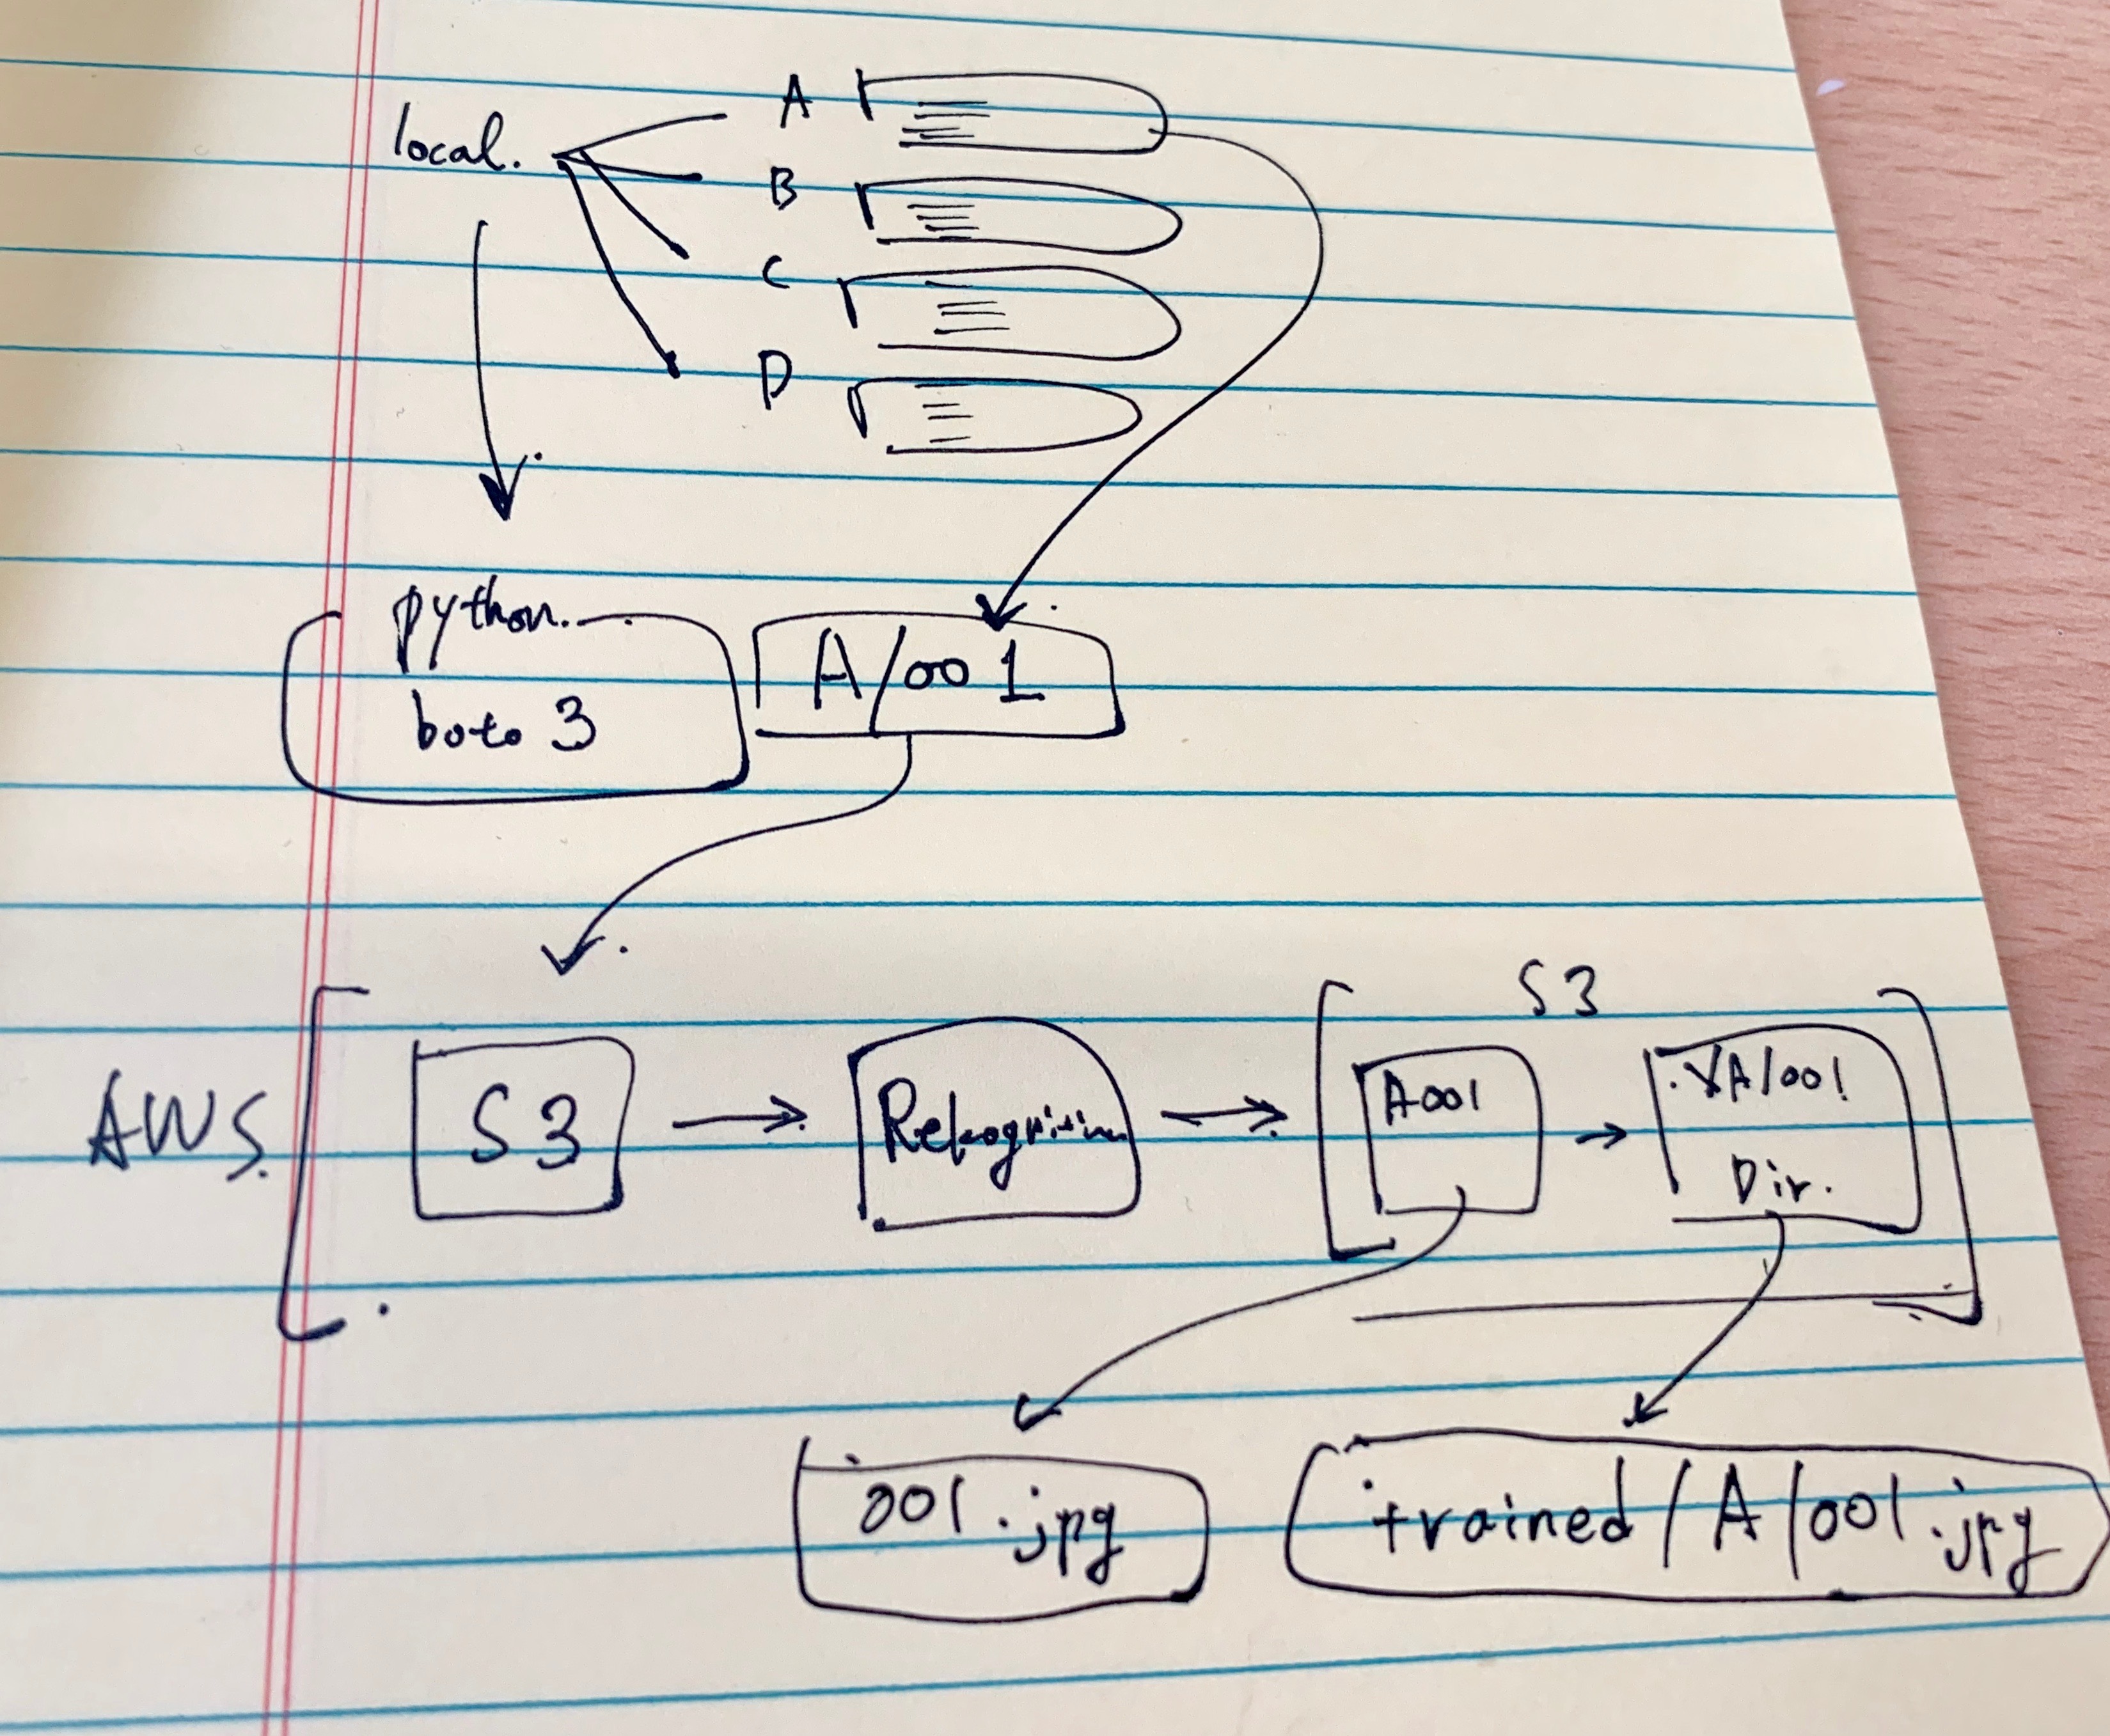 local.
A
B
C
D
python
boto 3
A/001
AWS.
S3
Rekognition
S3
A001
A/001
Dir.
001.jpg
trained/A/001.jpg